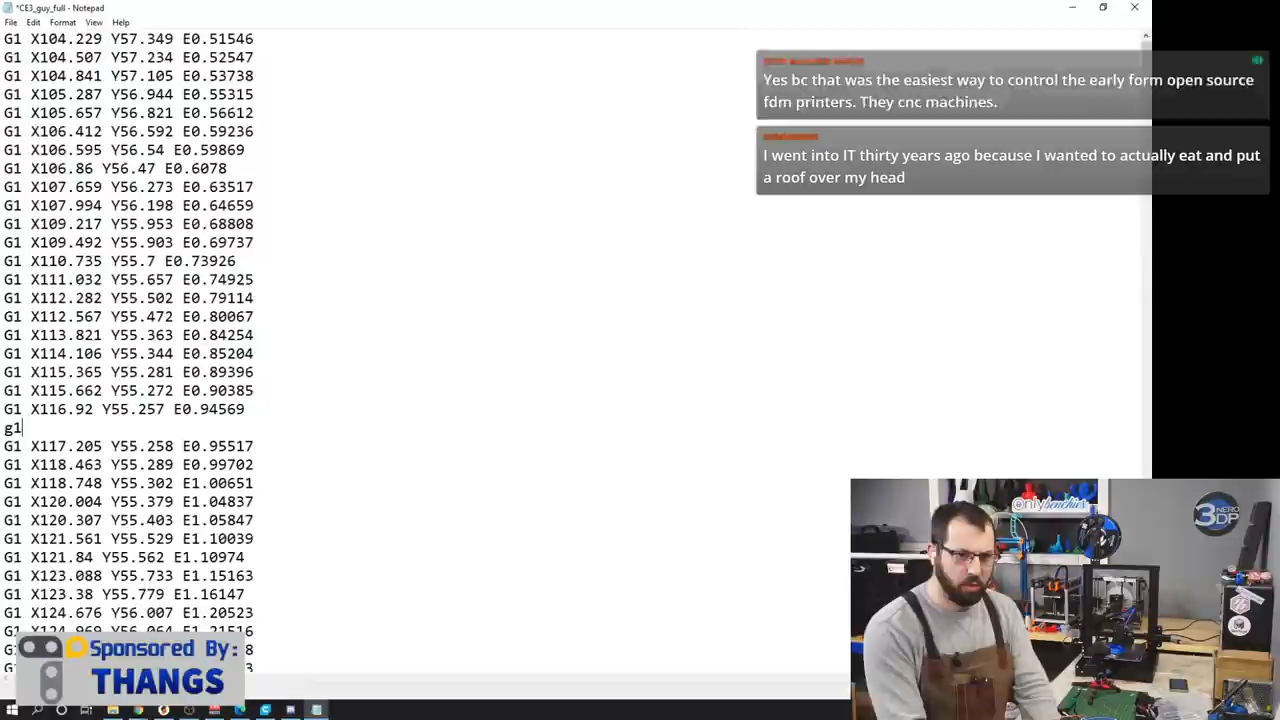 *CE3_guy_full - Notepad
File Edit Format View Help
G1 X104.229 Y57.349 E0.51546
G1 X104.507 Y57.234 E0.52547
G1 X104.841 Y57.105 E0.53738
G1 X105.287 Y56.944 E0.55315
G1 X105.657 Y56.821 E0.56612
G1 X106.412 Y56.592 E0.59236
G1 X106.595 Y56.54 E0.59869
G1 X106.86 Y56.47 E0.6078
G1 X107.659 Y56.273 E0.63517
G1 X107.994 Y56.198 E0.64659
G1 X109.217 Y55.953 E0.68808
G1 X109.492 Y55.903 E0.69737
G1 X110.735 Y55.7 E0.73926
G1 X111.032 Y55.657 E0.74925
G1 X112.282 Y55.502 E0.79114
G1 X112.567 Y55.472 E0.80067
G1 X113.821 Y55.363 E0.84254
G1 X114.106 Y55.344 E0.85204
G1 X115.365 Y55.281 E0.89396
G1 X115.662 Y55.272 E0.90385
G1 X116.92 Y55.257 E0.94569
g1
G1 X117.205 Y55.258 E0.95517
G1 X118.463 Y55.289 E0.99702
G1 X118.748 Y55.302 E1.00651
G1 X120.004 Y55.379 E1.04837
G1 X120.307 Y55.403 E1.05847
G1 X121.561 Y55.529 E1.10039
G1 X121.84 Y55.562 E1.10974
G1 X123.088 Y55.733 E1.15163
G1 X123.38 Y55.779 E1.16147
G1 X124.676 Y56.007 E1.20523
Yes bc that was the easiest way to control the early form open source
fdm printers. They cnc machines.
I went into IT thirty years ago because I wanted to actually eat and put
a roof over my head
Sponsored By:
THANGS
@nlybenchies
3 NERD
3DP